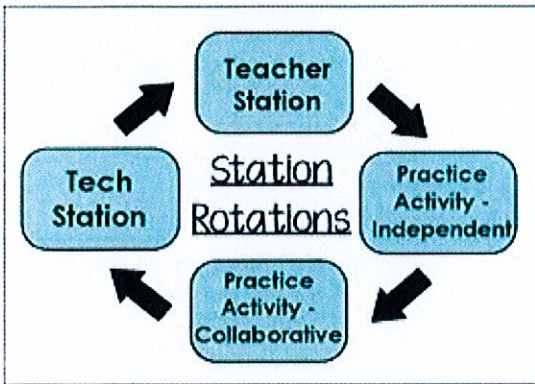 Teacher
Station
Tech
Station
Station
Rotations
Practice
Activity -
Independent
Practice
Activity -
Collaborative